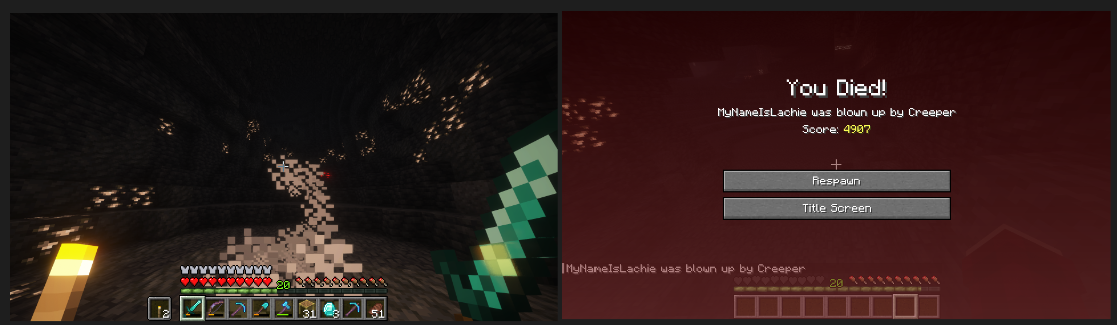 20
2
31
3
51
You Died!
MyNameIsLachie was blown up by Creeper
Score: 4907
Respawn
Title Screen
MyNameIsLachie was blown up by Creeper
20